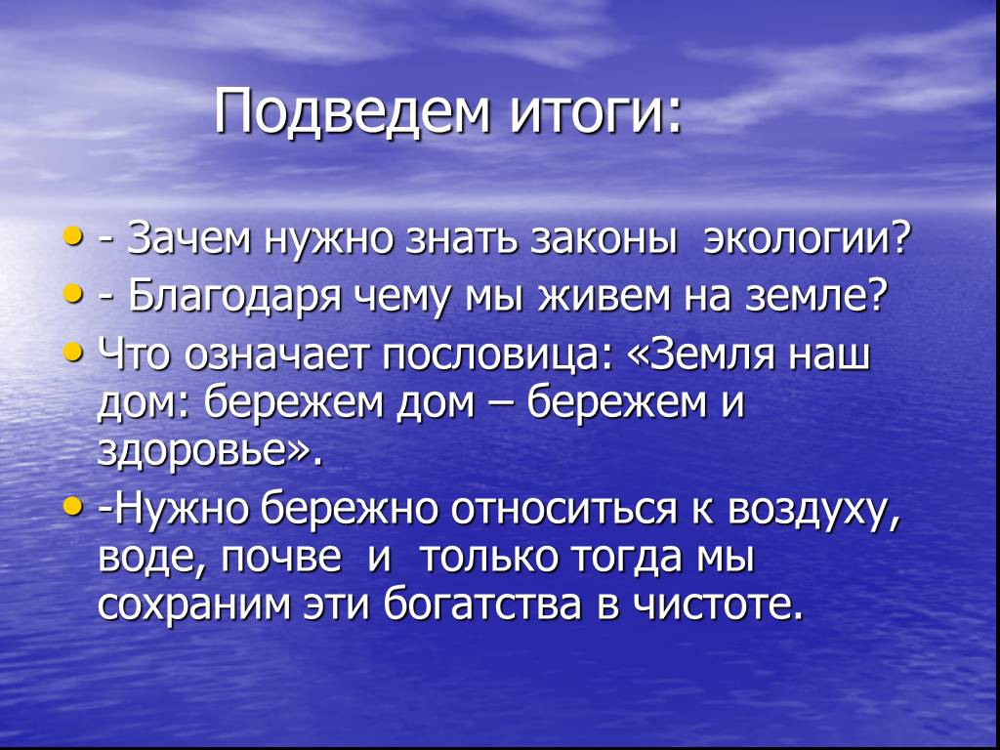 Подведем итоги:
- Зачем нужно знать законы экологии?
- Благодаря чему мы живем на земле?
Что означает пословица: «Земля наш
дом: бережем дом – бережем и
здоровье».
-Нужно бережно относиться к воздуху,
воде, почве и только тогда мы
сохраним эти богатства в чистоте.